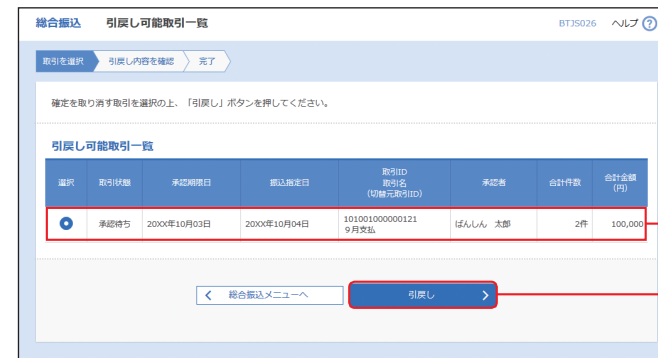 総合振込 引戻し可能取引一覧 BTJS026 ヘルプ ?
取引を選択 引戻し内容を確認 完了
確定を取り消す取引を選択の上、「引戻し」ボタンを押してください。
引戻し可能取引一覧
選択 取引状態 承認期限日 振込指定日 取引ID 承認者 合計件数 合計金額
取引名 (円)
(切替元取引ID)
承認待ち 20XX年10月03日 20XX年10月04日 101001000000121 ばんしん 太郎 2件 100,000
9月支払
総合振込メニューへ 引戻し